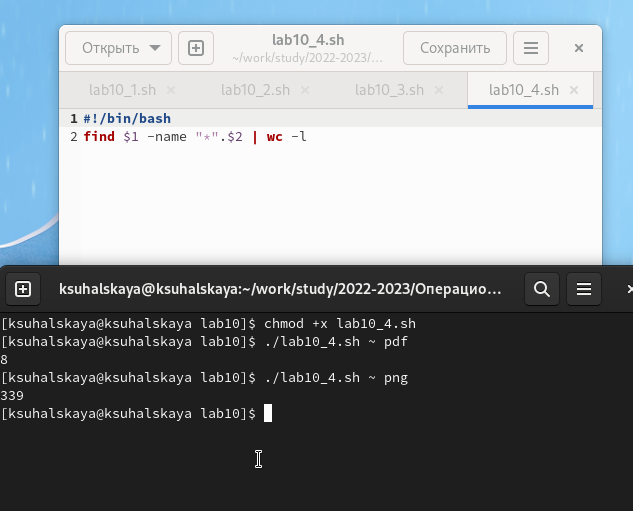 Открыть
lab10_4.sh
~/work/study/2022-2023/...
Сохранить
lab10_1.sh
lab10_2.sh
lab10_3.sh
lab10_4.sh
1 #!/bin/bash
2 find $1 -name "*".$2 | wc -l
ksuhalskaya@ksuhalskaya:~/work/study/2022-2023/Операцио...
[ksuhalskaya@ksuhalskaya lab10]$ chmod +x lab10_4.sh
[ksuhalskaya@ksuhalskaya lab10]$ ./lab10_4.sh ~ pdf
8
[ksuhalskaya@ksuhalskaya lab10]$ ./lab10_4.sh ~ png
339
[ksuhalskaya@ksuhalskaya lab10]$